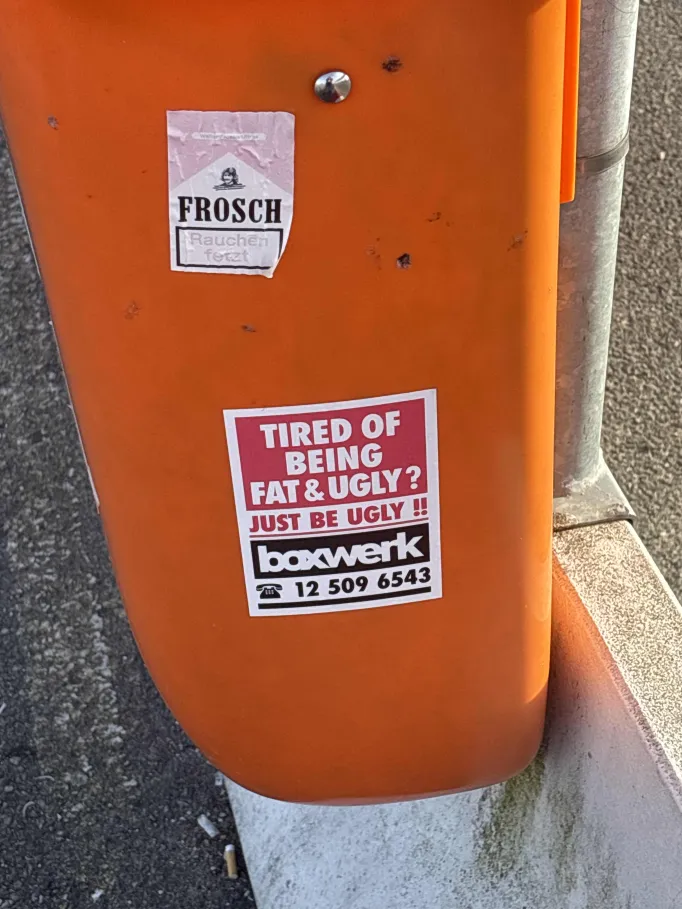 FROSCH
Rauchen
fetzt
TIRED OF
BEING
FAT & UGLY?
JUST BE UGLY !!
boxwerk
12 509 6543